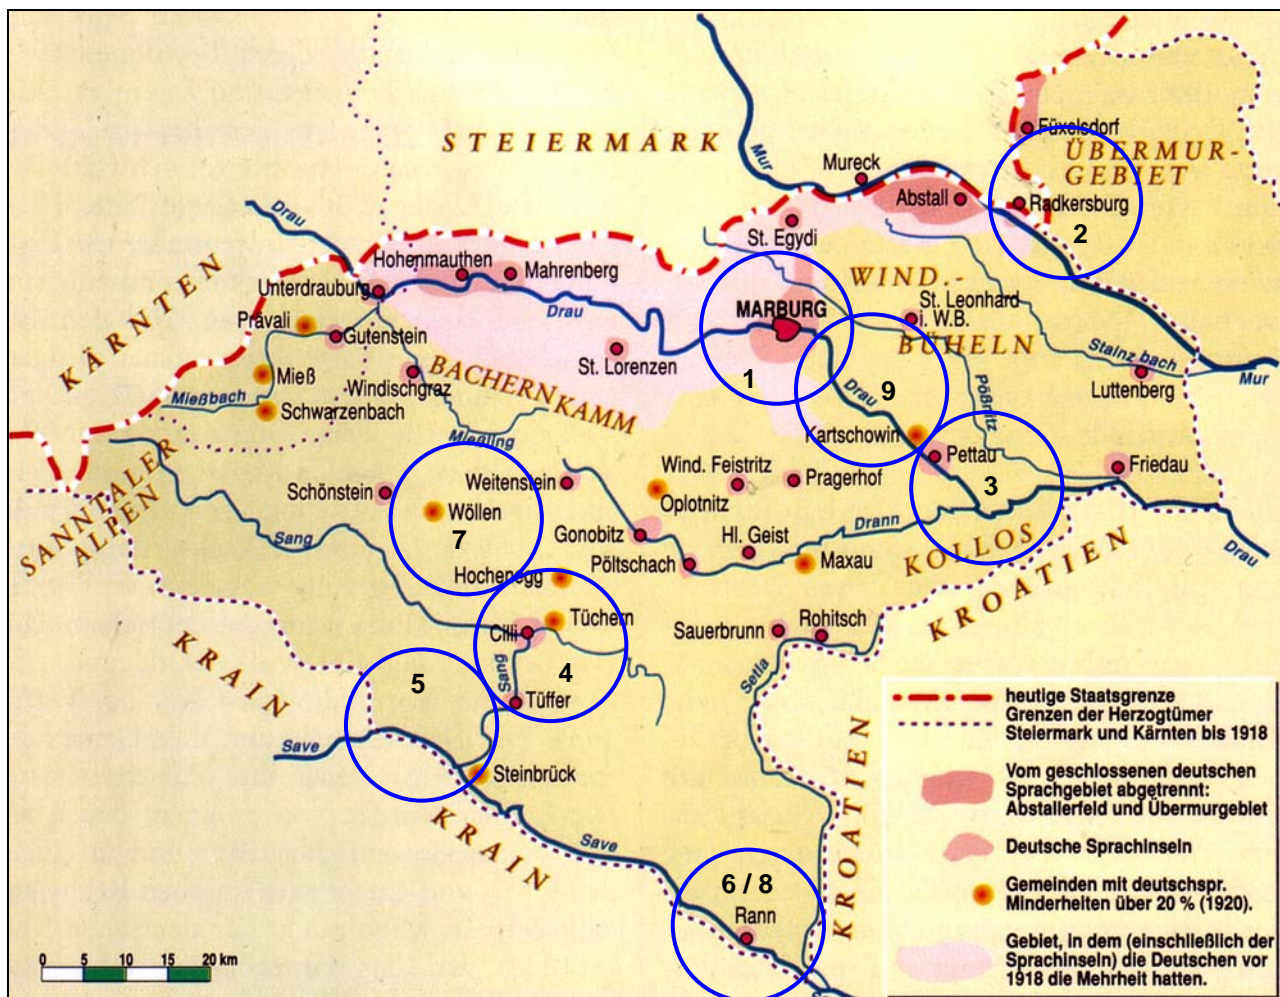 STEIERMARK
Füxelsdorf
ÜBERMUR-
GEBIET
Mur
Mureck
Abstall
Radkersburg
2
Drau
St. Egydi
Hohenmauthen
Mahrenberg
WIND.-
KÄRNTEN
Unterdrauburg
Drau
MARBURG
St. Leonhard
i. W.B.
BÜHELN
Prävali
Gutenstein
St. Lorenzen
Stainz bach
Mur
Mieß
Windischgraz
BACHERNKAMM
1
Drau
9
Pößnitz
Luttenberg
Mießbach
Schwarzenbach
Miesling
Kartschowin
SANNTALER
ALPEN
Pettau
Friedau
Schönstein
Weitenstein
Wind. Feistritz
Pragerhof
3
Oplotnitz
Wöllen
7
Sang
Gonobitz
Hl. Geist
Drann
Drau
Pöltschach
Maxau
KOLLOS
KROATIEN
Hochenegg
Tüchern
Cilli
Sauerbrunn
Rohitsch
KRAIN
5
4
Sang
Setla
Tüffer
Save
Steinbrück
KRAIN
Save
KROATIEN
6 / 8
Rann
0 5 10 15 20 km
heutige Staatsgrenze
Grenzen der Herzogtümer
Steiermark und Kärnten bis 1918
Vom geschlossenen deutschen
Sprachgebiet abgetrennt:
Abstallerfeld und Übermurgebiet
Deutsche Sprachinseln
Gemeinden mit deutschspr.
Minderheiten über 20 % (1920).
Gebiet, in dem (einschließlich der
Sprachinseln) die Deutschen vor
1918 die Mehrheit hatten.